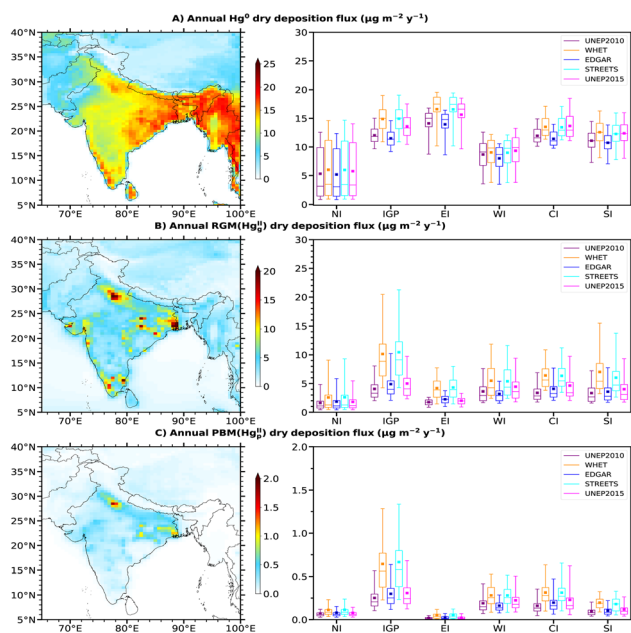 A) Annual Hg⁰ dry deposition flux (μg m⁻² y⁻¹)
40°N
35°N
30°N
25°N
20°N
15°N
10°N
5°N
70°E 80°E 90°E 100°E
25
20
15
10
5
0
30
25
20
15
10
5
0
NI IGP EI WI CI SI
UNEP2010
WHET
EDGAR
STREETS
UNEP2015
B) Annual RGM(Hgᴵᴵg) dry deposition flux (μg m⁻² y⁻¹)
40°N
35°N
30°N
25°N
20°N
15°N
10°N
5°N
70°E 80°E 90°E 100°E
20
15
10
5
0
30
25
20
15
10
5
0
NI IGP EI WI CI SI
UNEP2010
WHET
EDGAR
STREETS
UNEP2015
C) Annual PBM(Hgᴵᴵp) dry deposition flux (μg m⁻² y⁻¹)
40°N
35°N
30°N
25°N
20°N
15°N
10°N
5°N
70°E 80°E 90°E 100°E
2.0
1.5
1.0
0.5
0.0
2.0
1.5
1.0
0.5
0.0
NI IGP EI WI CI SI
UNEP2010
WHET
EDGAR
STREETS
UNEP2015